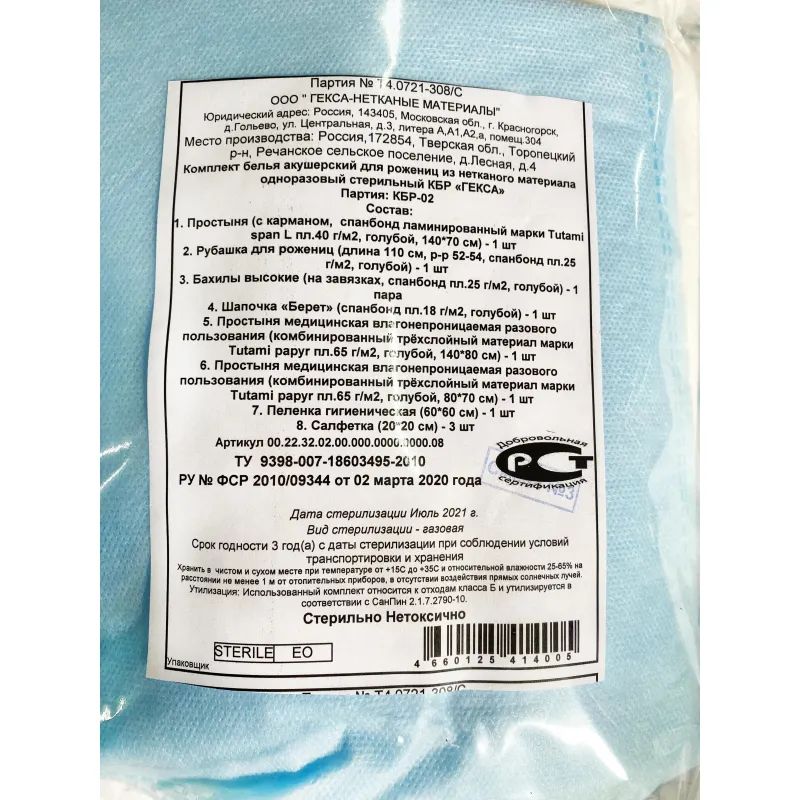 Партия № Т4.0721-308/С
ООО " ГЕКСА-НЕТКАНЫЕ МАТЕРИАЛЫ"
Юридический адрес: Россия, 143405, Московская обл., г. Красногорск,
д.Гольево, ул. Центральная, д.3, литера А,А1,А2,а, помещ.304
Место производства: Россия,172854, Тверская обл., Торопецкий
р-н, Речанское сельское поселение, д.Лесная, д.4
Комплект белья акушерский для рожениц из нетканого материала
одноразовый стерильный КБР «ГЕКСА»
Партия: КБР-02
Состав:
1. Простыня (с карманом, спанбонд ламинированный марки Tutami
span L пл.40 г/м2, голубой, 140*70 см) - 1 шт
2. Рубашка для рожениц (длина 110 см, р-р 52-54, спанбонд пл.25
г/м2, голубой) - 1 шт
3. Бахилы высокие (на завязках, спанбонд пл.25 г/м2, голубой) - 1
пара
4. Шапочка «Берет» (спанбонд пл.18 г/м2, голубой) - 1 шт
5. Простыня медицинская влагонепроницаемая разового
пользования (комбинированный трёхслойный материал марки
Tutami papyr пл.65 г/м2, голубой, 140*80 см) - 1 шт
6. Простыня медицинская влагонепроницаемая разового
пользования (комбинированный трёхслойный материал марки
Tutami papyr пл.65 г/м2, голубой, 80*70 см) - 1 шт
7. Пеленка гигиеническая (60*60 см) - 1 шт
8. Салфетка (20*20 см) - 3 шт
Артикул 00.22.32.02.00.000.0000.0000.08
ТУ 9398-007-18603495-2010
РУ № ФСР 2010/09344 от 02 марта 2020 года
Добровольная
РСТ
сертификация
№3
Дата стерилизации Июль 2021 г.
Вид стерилизации - газовая
Срок годности 3 год(а) с даты стерилизации при соблюдении условий
транспортировки и хранения
Хранить в чистом и сухом месте при температуре от +15С до +35С и относительной влажности 25-65% на
расстоянии не менее 1 м от отопительных приборов, в отсутствии воздействия прямых солнечных лучей.
Утилизация: Использованный комплект относится к отходам класса Б и утилизируется в
соответствии с СанПин 2.1.7.2790-10.
Стерильно Нетоксично
STERILE EO
4 660125 414005
Упаковщик
№ Т4.0721-308/С